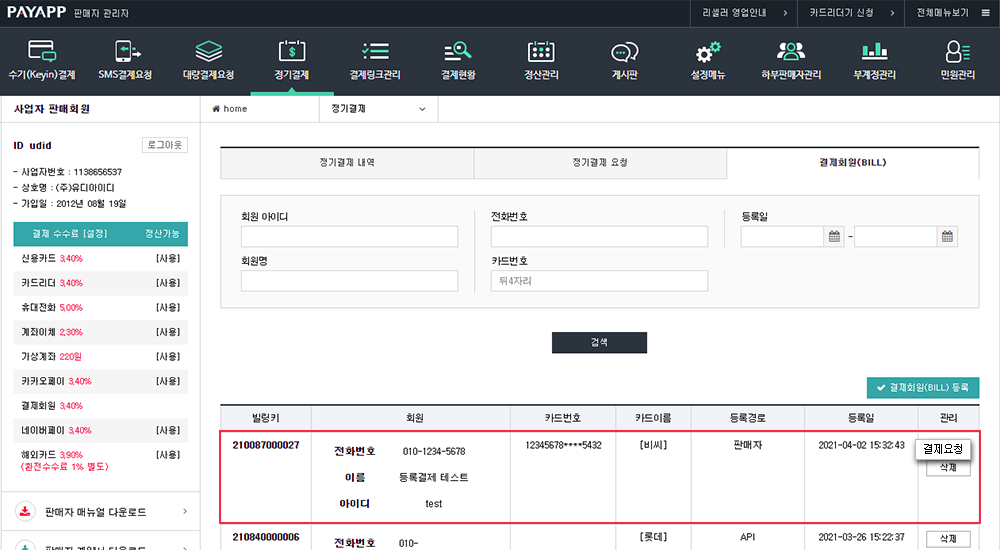 PAYAPP 판매자 관리자
리셀러 영업안내
카드리더기 신청
전체메뉴보기
수기(Keyin)결제
SMS결제요청
대량결제요청
정기결제
결제링크관리
결제현황
정산관리
게시판
설정메뉴
하부판매자관리
부계정관리
민원관리
사업자 판매회원
home
정기결제
ID udid
로그아웃
- 사업자번호 : 1138656537
- 상호명 : (주)유디아이디
- 가입일 : 2012년 08월 19일
결제 수수료 [설정] 정산가능
신용카드 3,40% [사용]
카드리더 3,40% [사용]
휴대전화 5,00% [사용]
계좌이체 2,30% [사용]
가상계좌 220원 [사용]
카카오페이 3,40% [사용]
결제회원 3,40%
네이버페이 3,40% [사용]
해외카드 3,90% [사용]
(환전수수료 1% 별도)
판매자 매뉴얼 다운로드
판매자 계약서 다운로드
정기결제 내역
정기결제 요청
결제회원(BILL)
회원 아이디
전화번호
등록일
-
회원명
카드번호
뒤4자리
검색
결제회원(BILL) 등록
빌링키 회원 카드번호 카드이름 등록경로 등록일 관리
210087000027 전화번호 010-1234-5678 12345678****5432 [비씨] 판매자 2021-04-02 15:32:43 결제요청
삭제
이름 등록결제 테스트
아이디 test
210840000006 전화번호 010- [롯데] API 2021-03-26 15:22:37 삭제